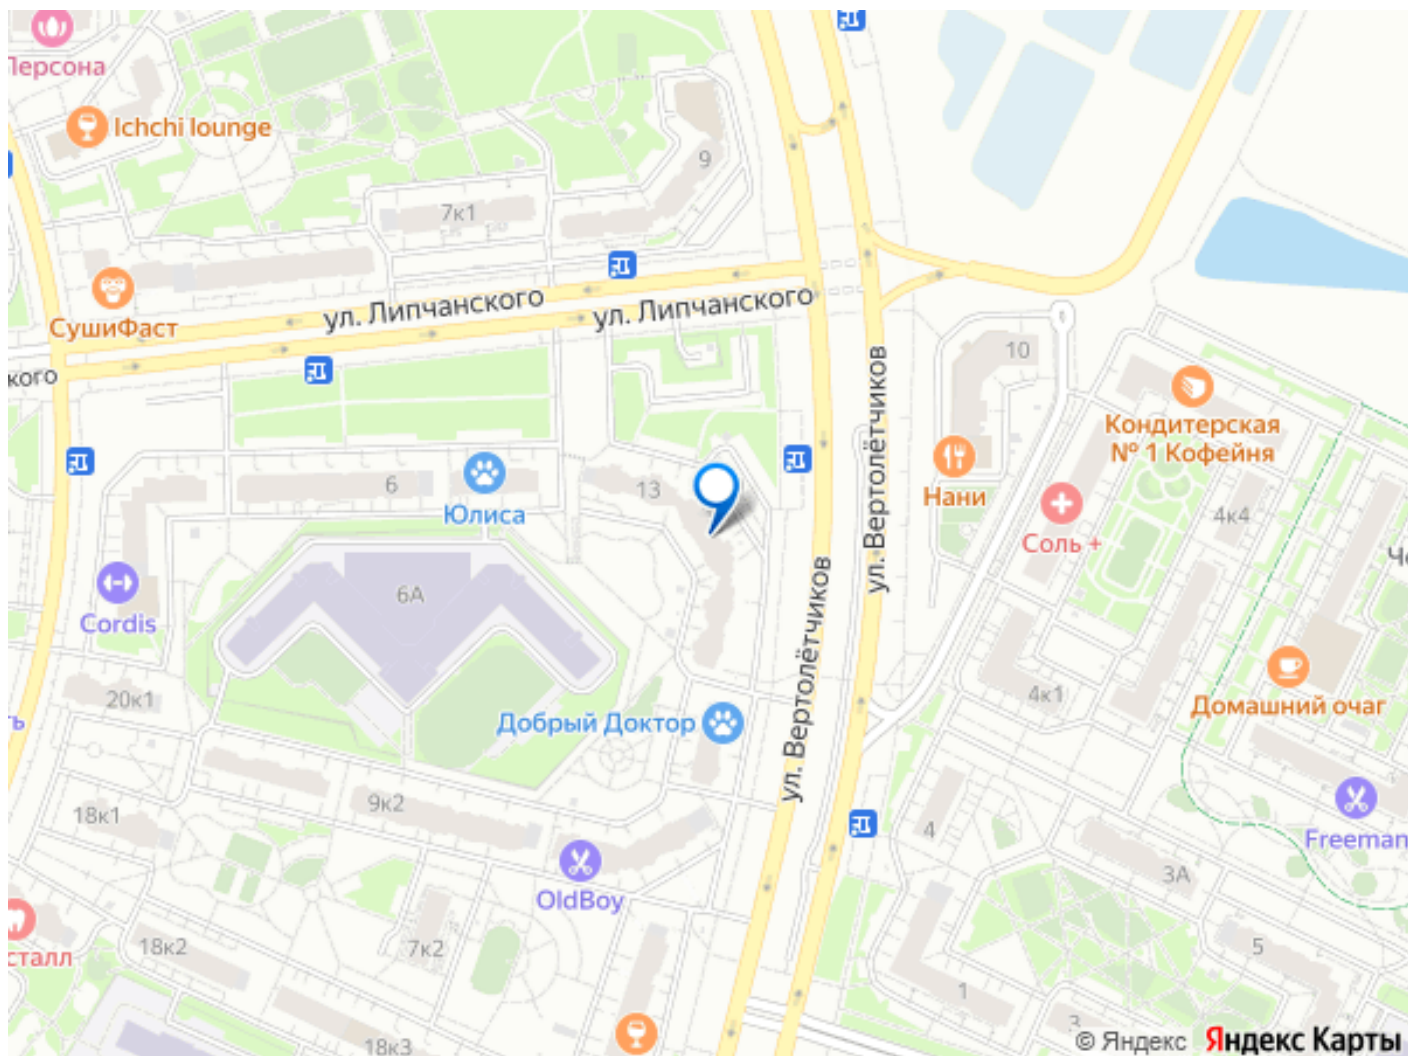 Персона
Ichchi lounge
9
7к1
СушиФаст
ул. Липчанского
ул. Липчанского
кого
10
ул. Вертолётчиков
Кондитерская
№ 1 Кофейня
6
13
Юлиса
Нани
4к4
Соль +
6А
Cordis
ул. Вертолётчиков
20к1
4к1
Домашний очаг
Добрый Доктор
9к2
18к1
4
Freeman
OldBoy
3А
18к2
7к2
5
сталл
1
3
18к3
© Яндекс Яндекс Карты